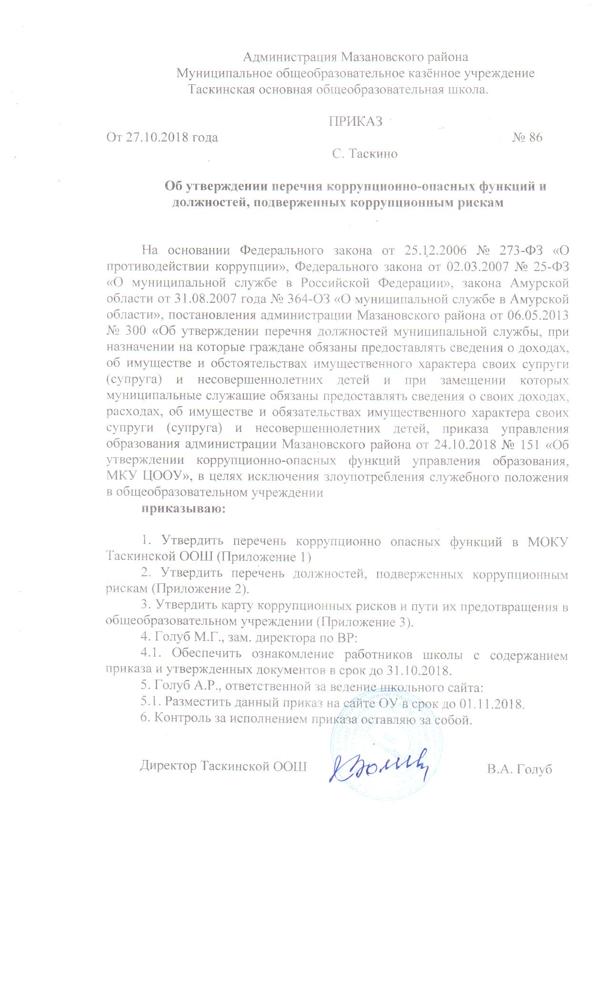 Администрация Мазановского района
Муниципальное общеобразовательное казённое учреждение
Таскинская основная общеобразовательная школа.
ПРИКАЗ
От 27.10.2018 года № 86
С. Таскино
Об утверждении перечня коррупционно-опасных функций и
должностей, подверженных коррупционным рискам
На основании Федерального закона от 25.12.2006 № 273-ФЗ «О
противодействии коррупции», Федерального закона от 02.03.2007 № 25-ФЗ
«О муниципальной службе в Российской Федерации», закона Амурской
области от 31.08.2007 года № 364-ОЗ «О муниципальной службе в Амурской
области», постановления администрации Мазановского района от 06.05.2013
№ 300 «Об утверждении перечня должностей муниципальной службы, при
назначении на которые граждане обязаны предоставлять сведения о доходах,
об имуществе и обстоятельствах имущественного характера своих супруги
(супруга) и несовершеннолетних детей и при замещении которых
муниципальные служащие обязаны предоставлять сведения о своих доходах,
расходах, об имуществе и обязательствах имущественного характера своих
супруги (супруга) и несовершеннолетних детей, приказа управления
образования администрации Мазановского района от 24.10.2018 № 151 «Об
утверждении коррупционно-опасных функций управления образования,
МКУ ЦООУ», в целях исключения злоупотребления служебного положения
в общеобразовательном учреждении
приказываю:
1. Утвердить перечень коррупционно опасных функций в МОКУ
Таскинской ООШ (Приложение 1)
2. Утвердить перечень должностей, подверженных коррупционным
рискам (Приложение 2).
3. Утвердить карту коррупционных рисков и пути их предотвращения в
общеобразовательном учреждении (Приложение 3).
4. Голуб М.Г., зам. директора по ВР:
4.1. Обеспечить ознакомление работников школы с содержанием
приказа и утвержденных документов в срок до 31.10.2018.
5. Голуб А.Р., ответственной за ведение школьного сайта:
5.1. Разместить данный приказ на сайте ОУ в срок до 01.11.2018.
6. Контроль за исполнением приказа оставляю за собой.
Директор Таскинской ООШ В.А. Голуб